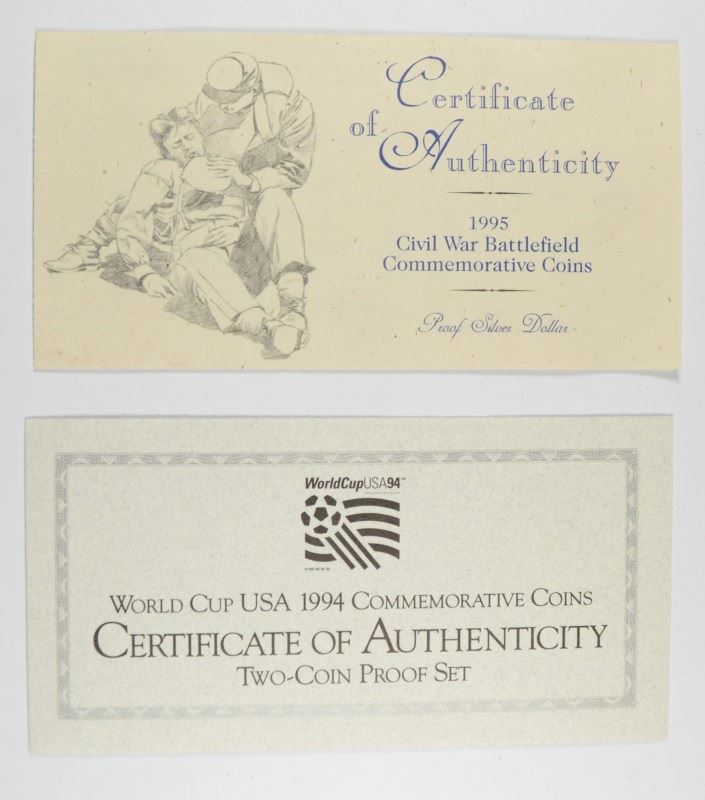 Certificate
of Authenticity
1995
Civil War Battlefield
Commemorative Coins
Proof Silver Dollar
WorldCupUSA94™
World Cup USA 1994 Commemorative Coins
Certificate of Authenticity
Two-Coin Proof Set